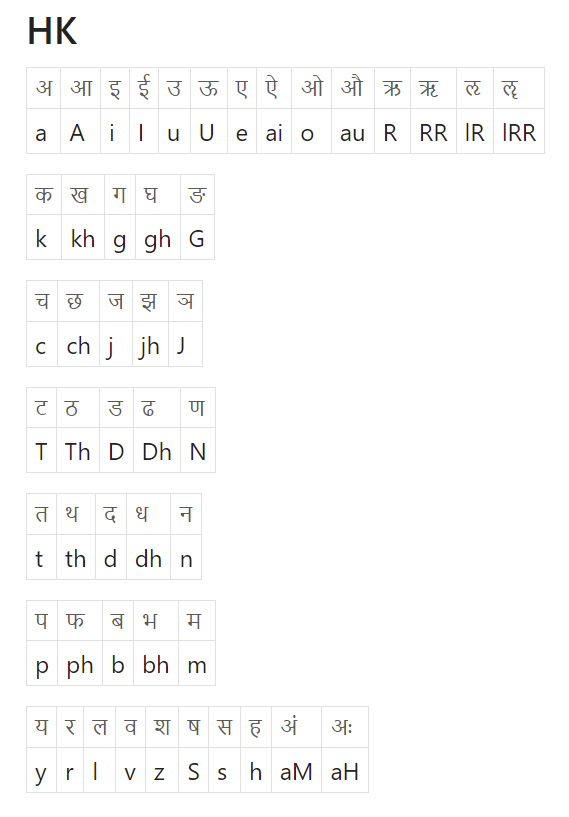 HK
अ आ इ ई उ ऊ ए ऐ ओ औ ऋ ॠ ऌ ॡ
a A i I u U e ai o au R RR lR lRR
क ख ग घ ङ
k kh g gh G
च छ ज झ ञ
c ch j jh J
ट ठ ड ढ ण
T Th D Dh N
त थ द ध न
t th d dh n
प फ ब भ म
p ph b bh m
य र ल व श ष स ह अं अः
y r l v z S s h aM aH